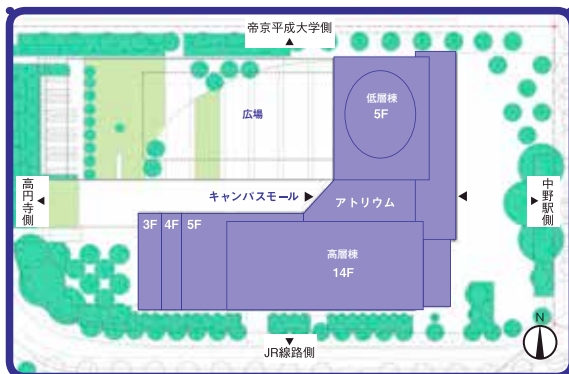 帝京平成大学側
低層棟
5F
広場
高円寺側
キャンパスモール
アトリウム
中野駅側
3F 4F 5F
高層棟
14F
N
JR線路側